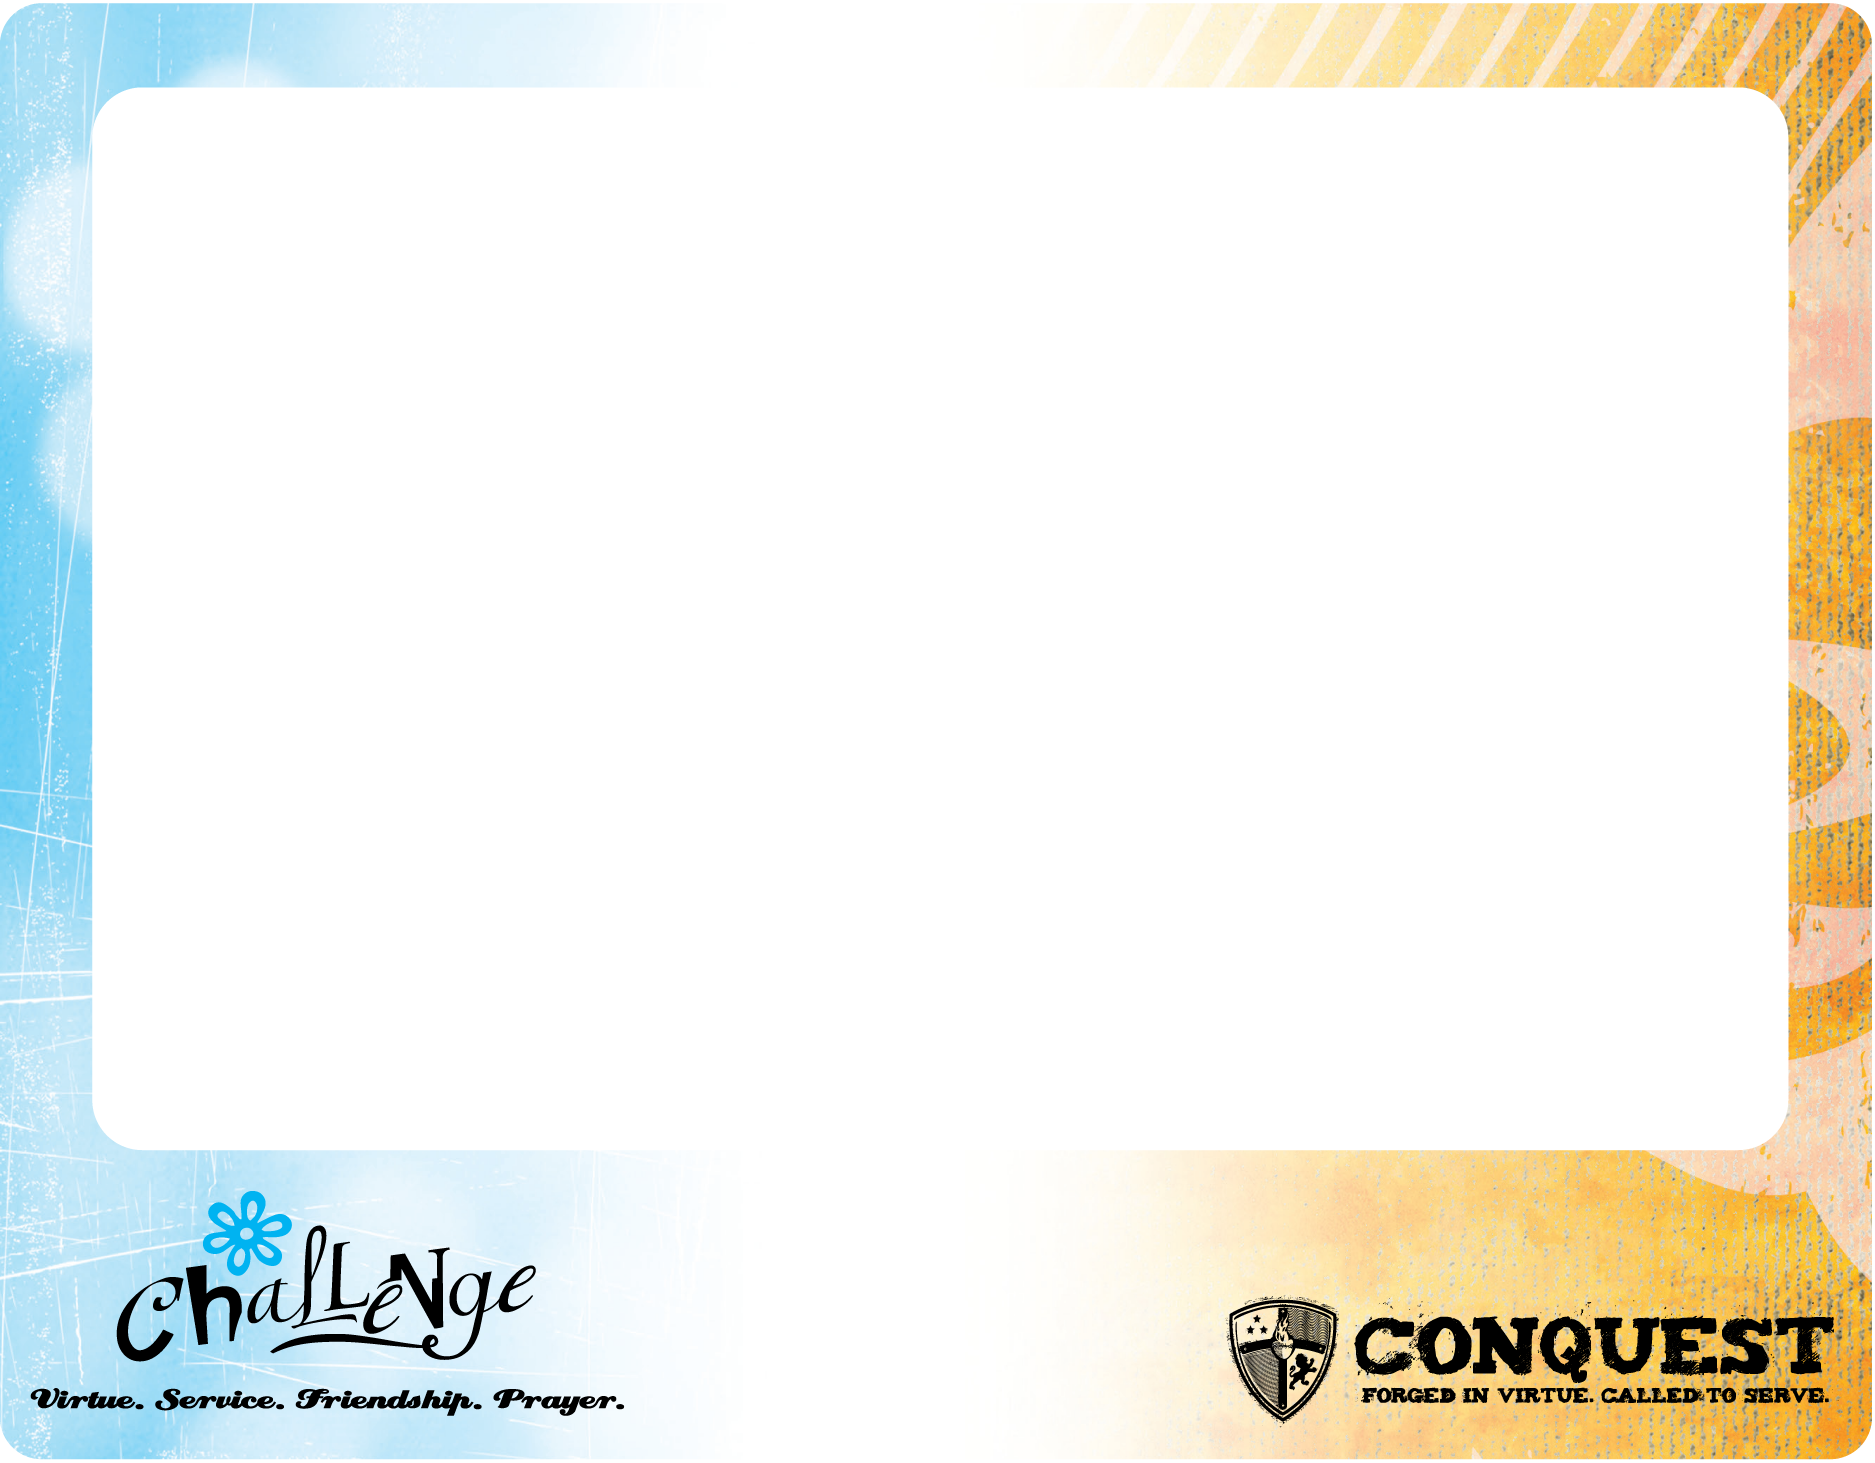 ChaLLeNge
Virtue. Service. Friendship. Prayer.
CONQUEST
FORGED IN VIRTUE. CALLED TO SERVE.